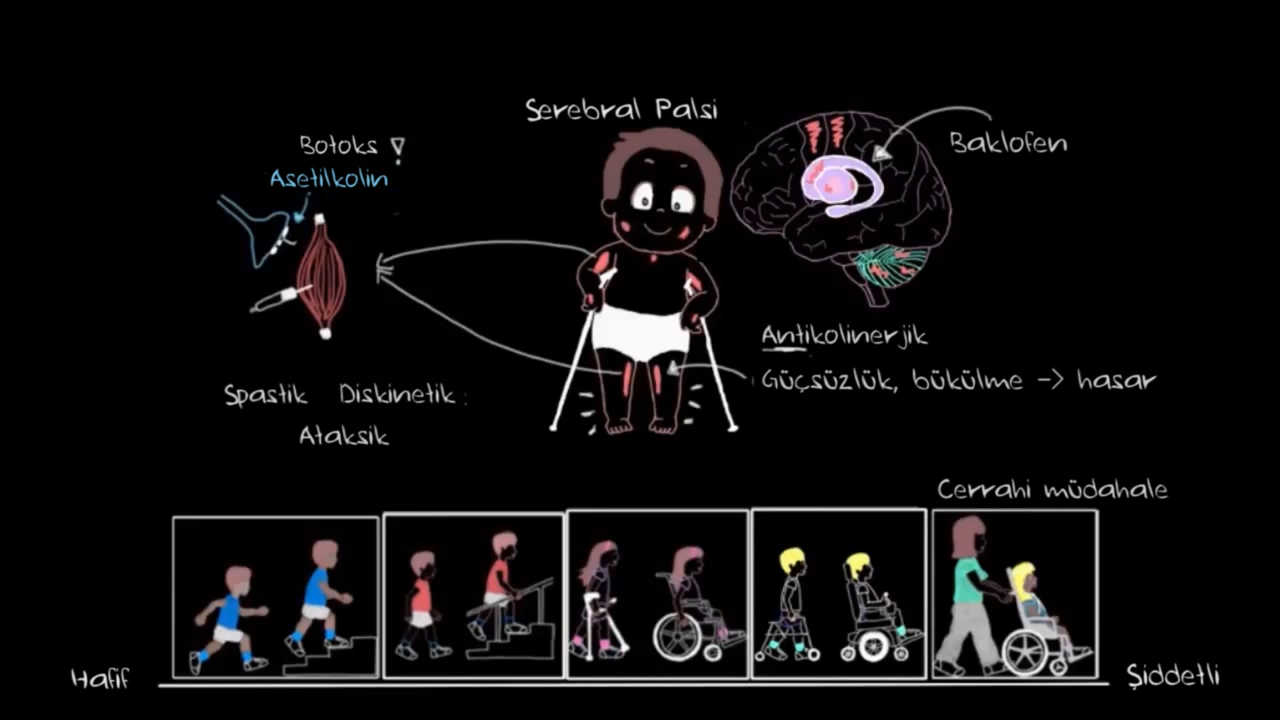 Serebral Palsi
Botoks !
Asetilkolin
Baklofen
Antikolinerjik
Güçsüzlük, bükülme -> hasar
Spastik Diskinetik
Ataksik
Cerrahi müdahale
Hafif
Şiddetli